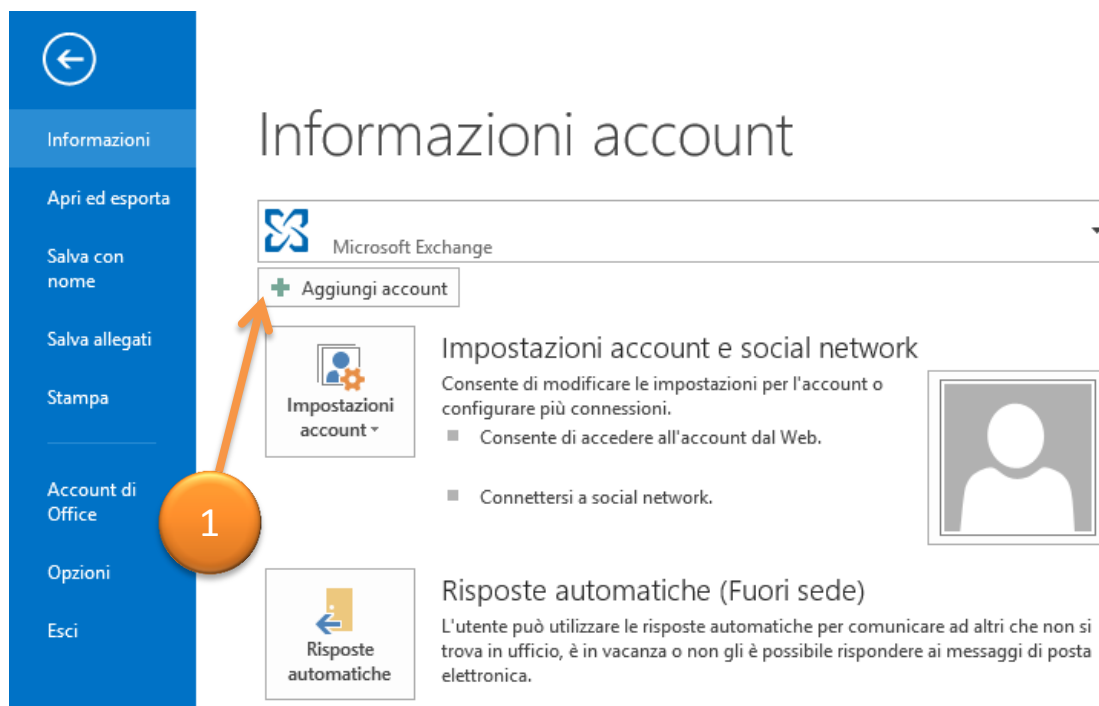 Informazioni
Apri ed esporta
Salva con
nome
Salva allegati
Stampa
Account di
Office
Opzioni
Esci
Informazioni account
Microsoft Exchange
Aggiungi account
1
Impostazioni
account
Impostazioni account e social network
Consente di modificare le impostazioni per l'account o
configurare più connessioni.
Consente di accedere all'account dal Web.
Connettersi a social network.
Risposte
automatiche
Risposte automatiche (Fuori sede)
L'utente può utilizzare le risposte automatiche per comunicare ad altri che non si
trova in ufficio, è in vacanza o non gli è possibile rispondere ai messaggi di posta
elettronica.